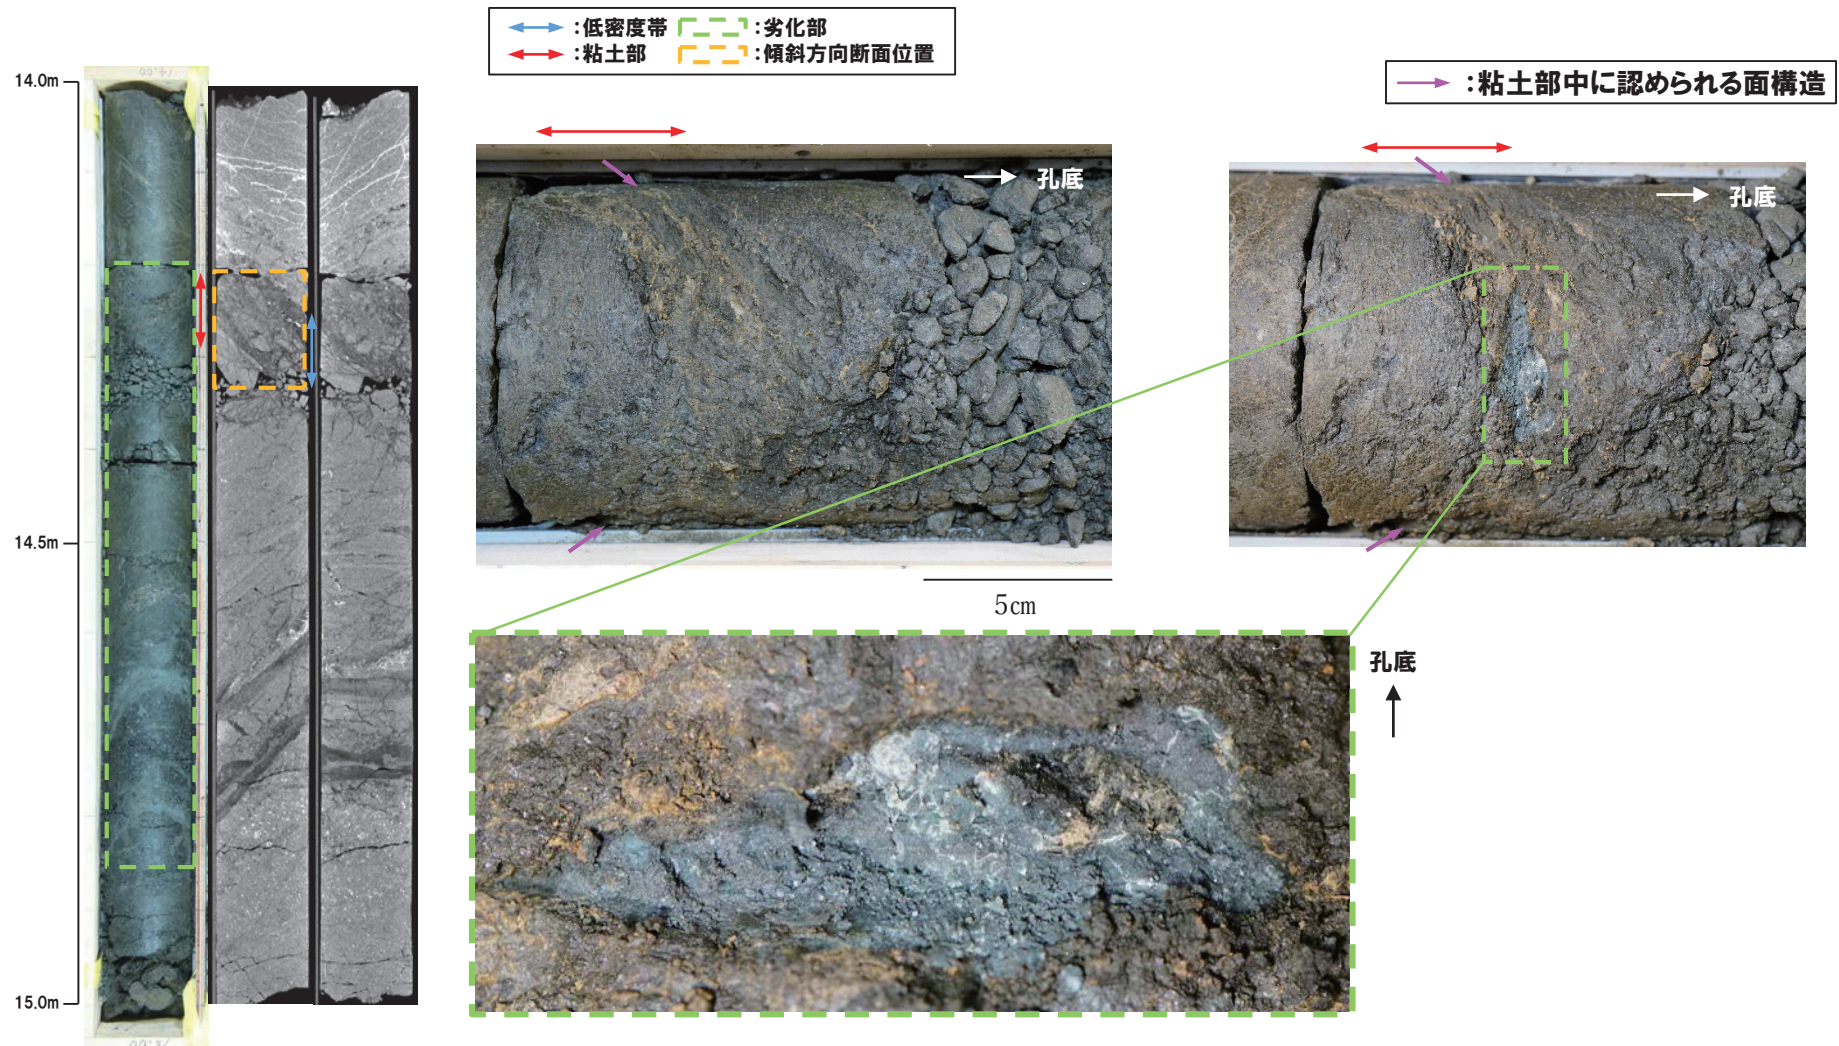 :低密度帯 :劣化部
:粘土部 :傾斜方向断面位置
:粘土部中に認められる面構造
14.0m
14.5m
15.0m
孔底
孔底
5cm
孔底